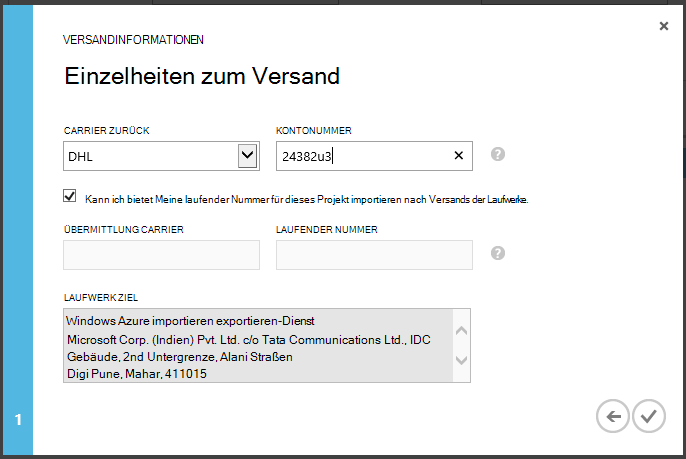 VERSANDINFORMATIONEN
Einzelheiten zum Versand
CARRIER ZURÜCK KONTONUMMER
DHL 24382u3
Kann ich bietet Meine laufender Nummer für dieses Projekt importieren nach Versands der Laufwerke.
ÜBERMITTLUNG CARRIER LAUFENDER NUMMER
LAUFWERK ZIEL
Windows Azure importieren exportieren-Dienst
Microsoft Corp. (Indien) Pvt. Ltd. c/o Tata Communications Ltd., IDC
Gebäude, 2nd Untergrenze, Alani Straßen
Digi Pune, Mahar, 411015
1